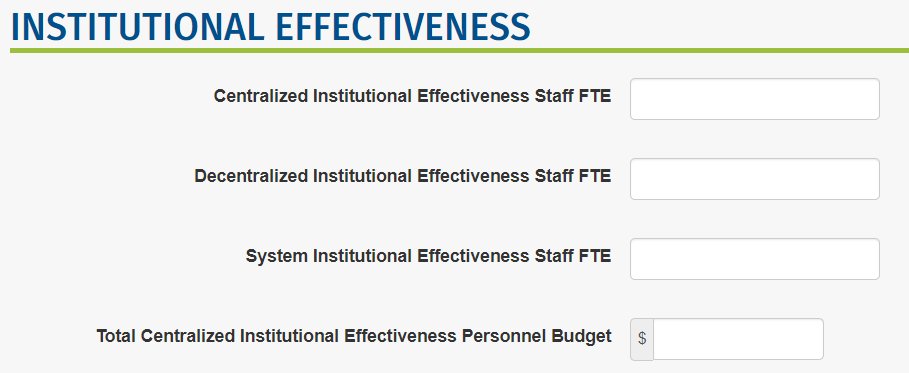 INSTITUTIONAL EFFECTIVENESS
Centralized Institutional Effectiveness Staff FTE
Decentralized Institutional Effectiveness Staff FTE
System Institutional Effectiveness Staff FTE
Total Centralized Institutional Effectiveness Personnel Budget $